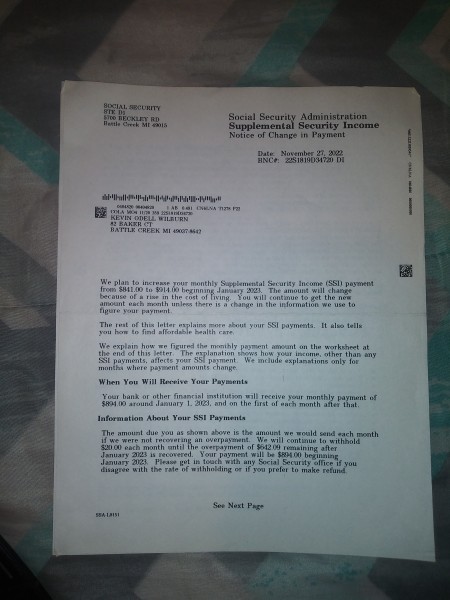 SOCIAL SECURITY
STE D1
5700 BECKLEY RD
Battle Creek MI 49015
Social Security Administration
Supplemental Security Income
Notice of Change in Payment
Date: November 27, 2022
BNC#: 22S1819D34720 DI
KEVIN ODELL WILBURN
82 BAKER CT
BATTLE CREEK MI 49037-8642
We plan to increase your monthly Supplemental Security Income (SSI) payment
from $841.00 to $914.00 beginning January 2023. The amount will change
because of a rise in the cost of living. You will continue to get the new
amount each month unless there is a change in the information we use to
figure your payment.
The rest of this letter explains more about your SSI payments. It also tells
you how to find affordable health care.
We explain how we figured the monthly payment amount on the worksheet at
the end of this letter. The explanation shows how your income, other than any
SSI payments, affects your SSI payment. We include explanations only for
months where payment amounts change.
When You Will Receive Your Payments
Your bank or other financial institution will receive your monthly payment of
$894.00 around January 1, 2023, and on the first of each month after that.
Information About Your SSI Payments
The amount due you as shown above is the amount we would send each month
if we were not recovering an overpayment. We will continue to withhold
$20.00 each month until the overpayment of $642.09 remaining after
January 2023 is recovered. Your payment will be $894.00 beginning
January 2023. Please get in touch with any Social Security office if you
disagree with the rate of withholding or if you prefer to make refund.
See Next Page
SSA-L8151